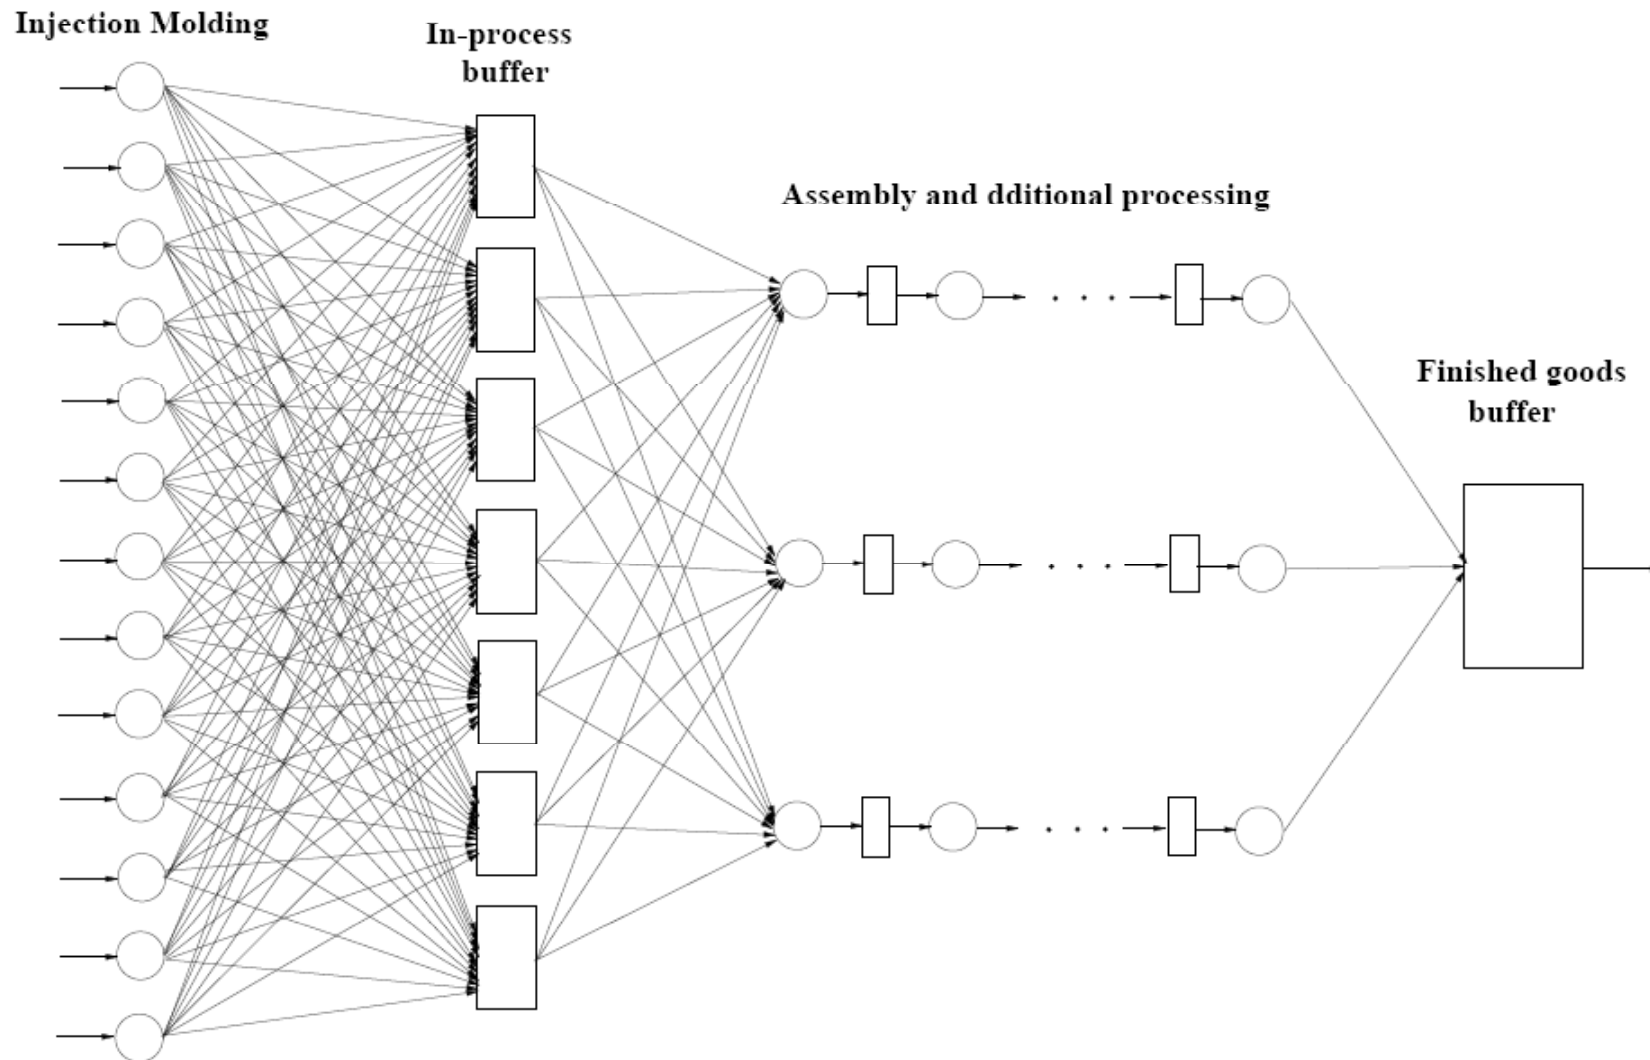 Injection Molding
In-process
buffer
Assembly and dditional processing
Finished goods
buffer